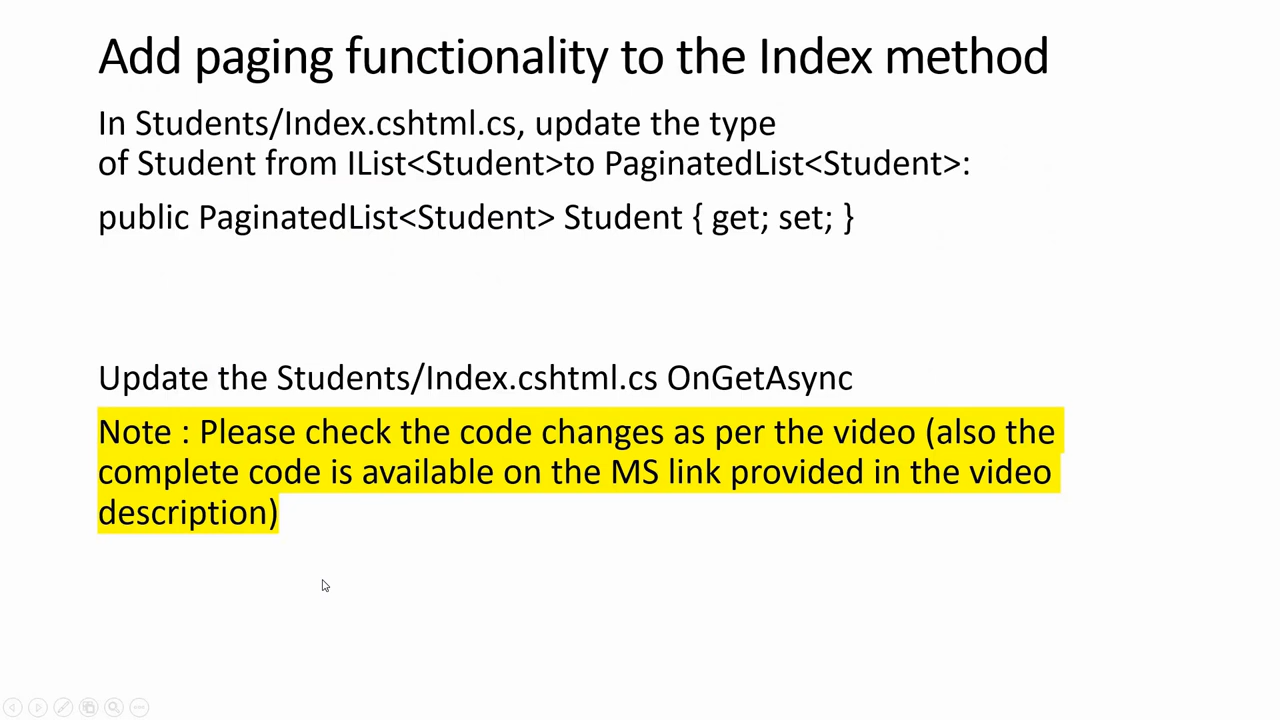 Add paging functionality to the Index method
In Students/Index.cshtml.cs, update the type
of Student from IList<Student>to PaginatedList<Student>:
public PaginatedList<Student> Student { get; set; }
Update the Students/Index.cshtml.cs OnGetAsync
Note : Please check the code changes as per the video (also the
complete code is available on the MS link provided in the video
description)